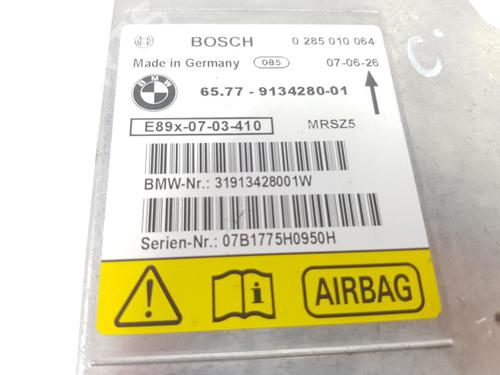 BOSCH 0 285 010 064
Made in Germany 085 07-06-26
BMW
65.77 - 9134280-01
E89x-07-03-410 MRSZ5
BMW-Nr.: 31913428001W
Serien-Nr.: 07B1775H0950H
! i AIRBAG